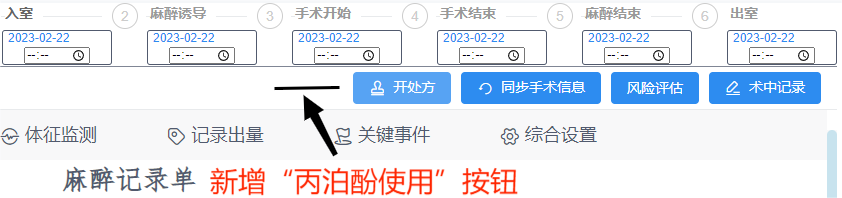 入室 2 麻醉诱导 3 手术开始 4 手术结束 5 麻醉结束 6 出室
2023-02-22 2023-02-22 2023-02-22 2023-02-22 2023-02-22 2023-02-22
--:-- --:-- --:-- --:-- --:-- --:--
开处方 同步手术信息 风险评估 术中记录
体征监测 记录出量 关键事件 综合设置
麻醉记录单 新增“丙泊酚使用”按钮